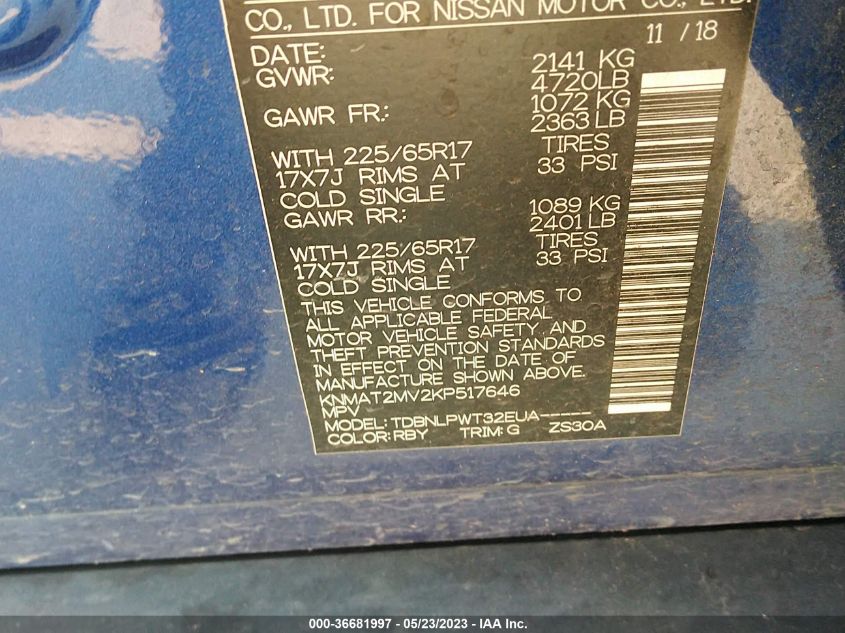 CO., LTD. FOR NISSAN MOTOR CO., LTD.
DATE: 11 / 18
GVWR: 2141 KG
4720LB
GAWR FR.: 1072 KG
2363 LB
WITH 225/65R17 TIRES
17X7J RIMS AT 33 PSI
COLD SINGLE
GAWR RR.: 1089 KG
2401 LB
WITH 225/65R17 TIRES
17X7J RIMS AT 33 PSI
COLD SINGLE
THIS VEHICLE CONFORMS TO
ALL APPLICABLE FEDERAL
MOTOR VEHICLE SAFETY AND
THEFT PREVENTION STANDARDS
IN EFFECT ON THE DATE OF
MANUFACTURE SHOWN ABOVE.
KNMAT2MV2KP517646
MPV
MODEL: TDBNLPWT32EUA-----
COLOR: RBY TRIM: G ZS30A
000-36681997 - 05/23/2023 - IAA Inc.